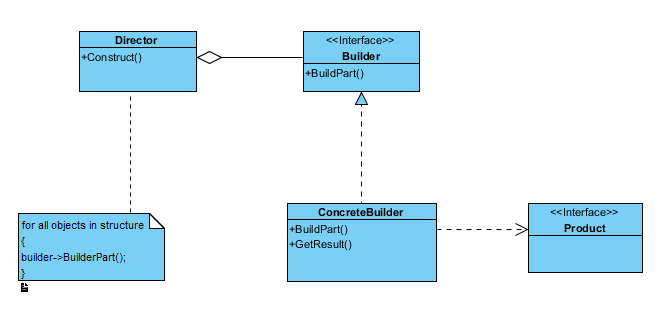 Director
+Construct()
<<Interface>>
Builder
+BuildPart()
for all objects in structure
{
builder->BuilderPart();
}
ConcreteBuilder
+BuildPart()
+GetResult()
<<Interface>>
Product